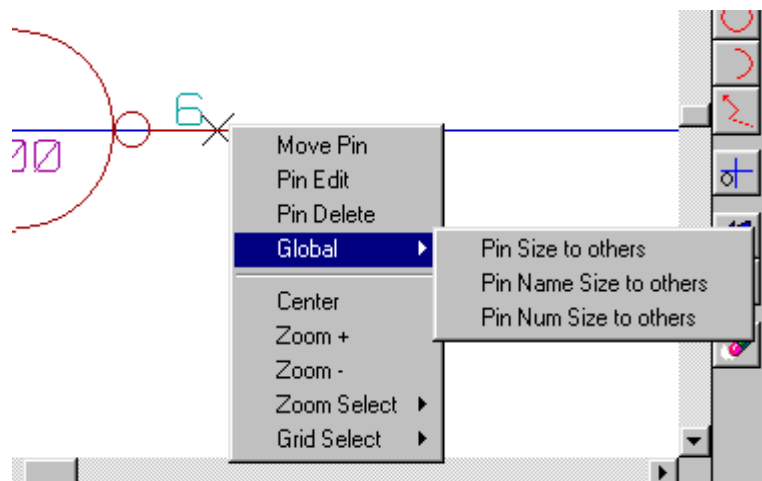 6
00
Move Pin
Pin Edit
Pin Delete
Global
Pin Size to others
Pin Name Size to others
Pin Num Size to others
Center
Zoom +
Zoom -
Zoom Select
Grid Select